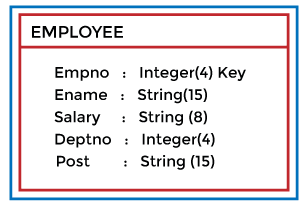 EMPLOYEE
Empno : Integer(4) Key
Ename : String(15)
Salary : String (8)
Deptno : Integer(4)
Post : String (15)